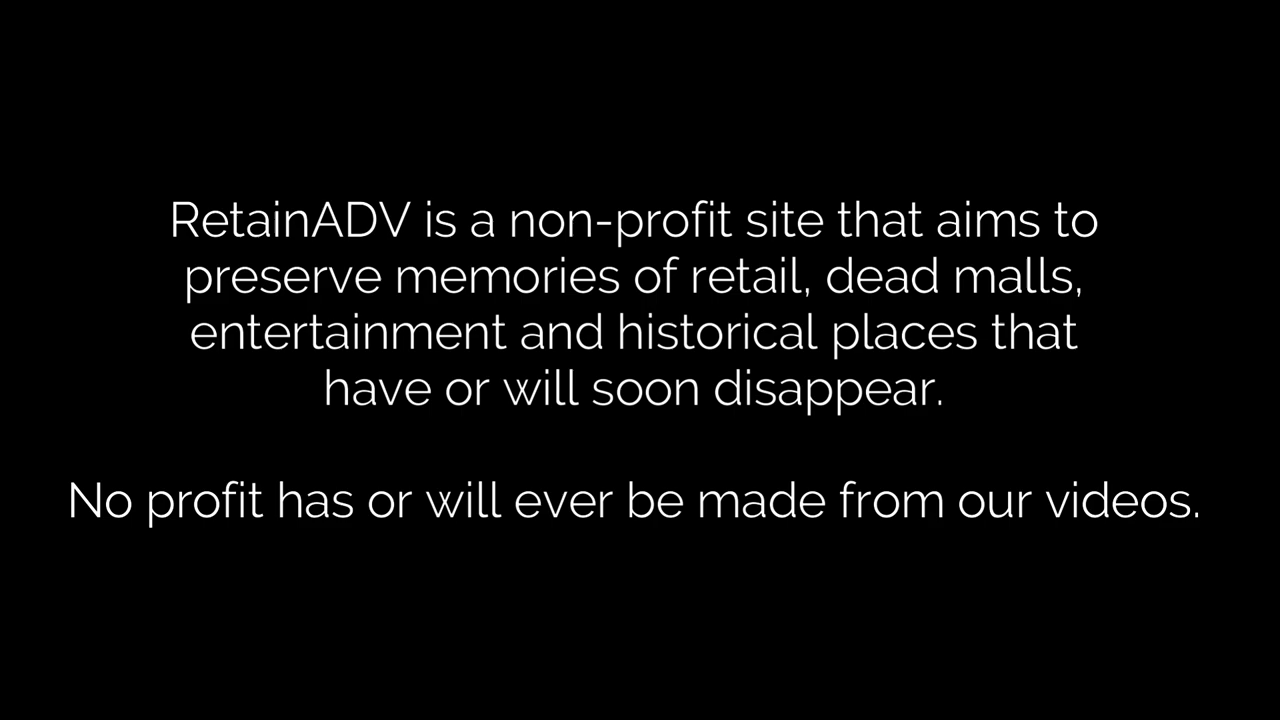 RetainADV is a non-profit site that aims to
preserve memories of retail, dead malls,
entertainment and historical places that
have or will soon disappear.
No profit has or will ever be made from our videos.